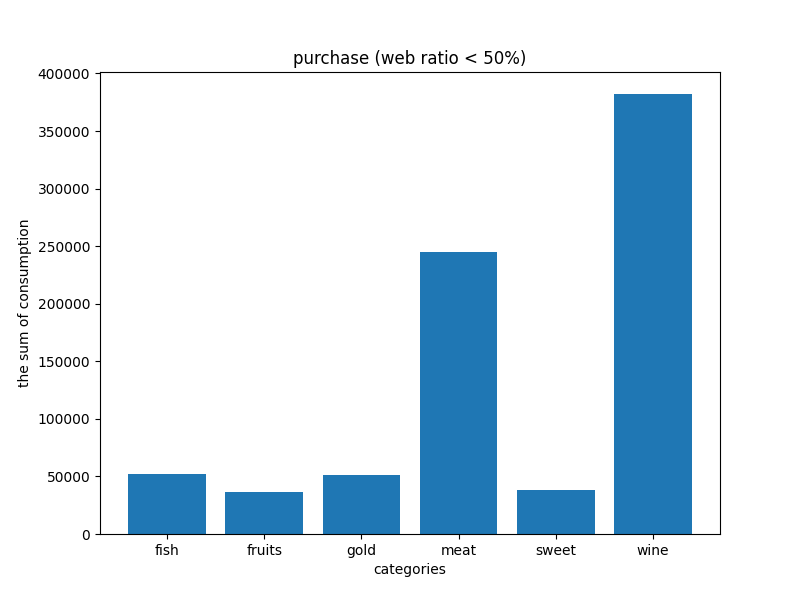 purchase (web ratio < 50%)
400000
350000
300000
250000
200000
150000
100000
50000
0
the sum of consumption
fish fruits gold meat sweet wine
categories